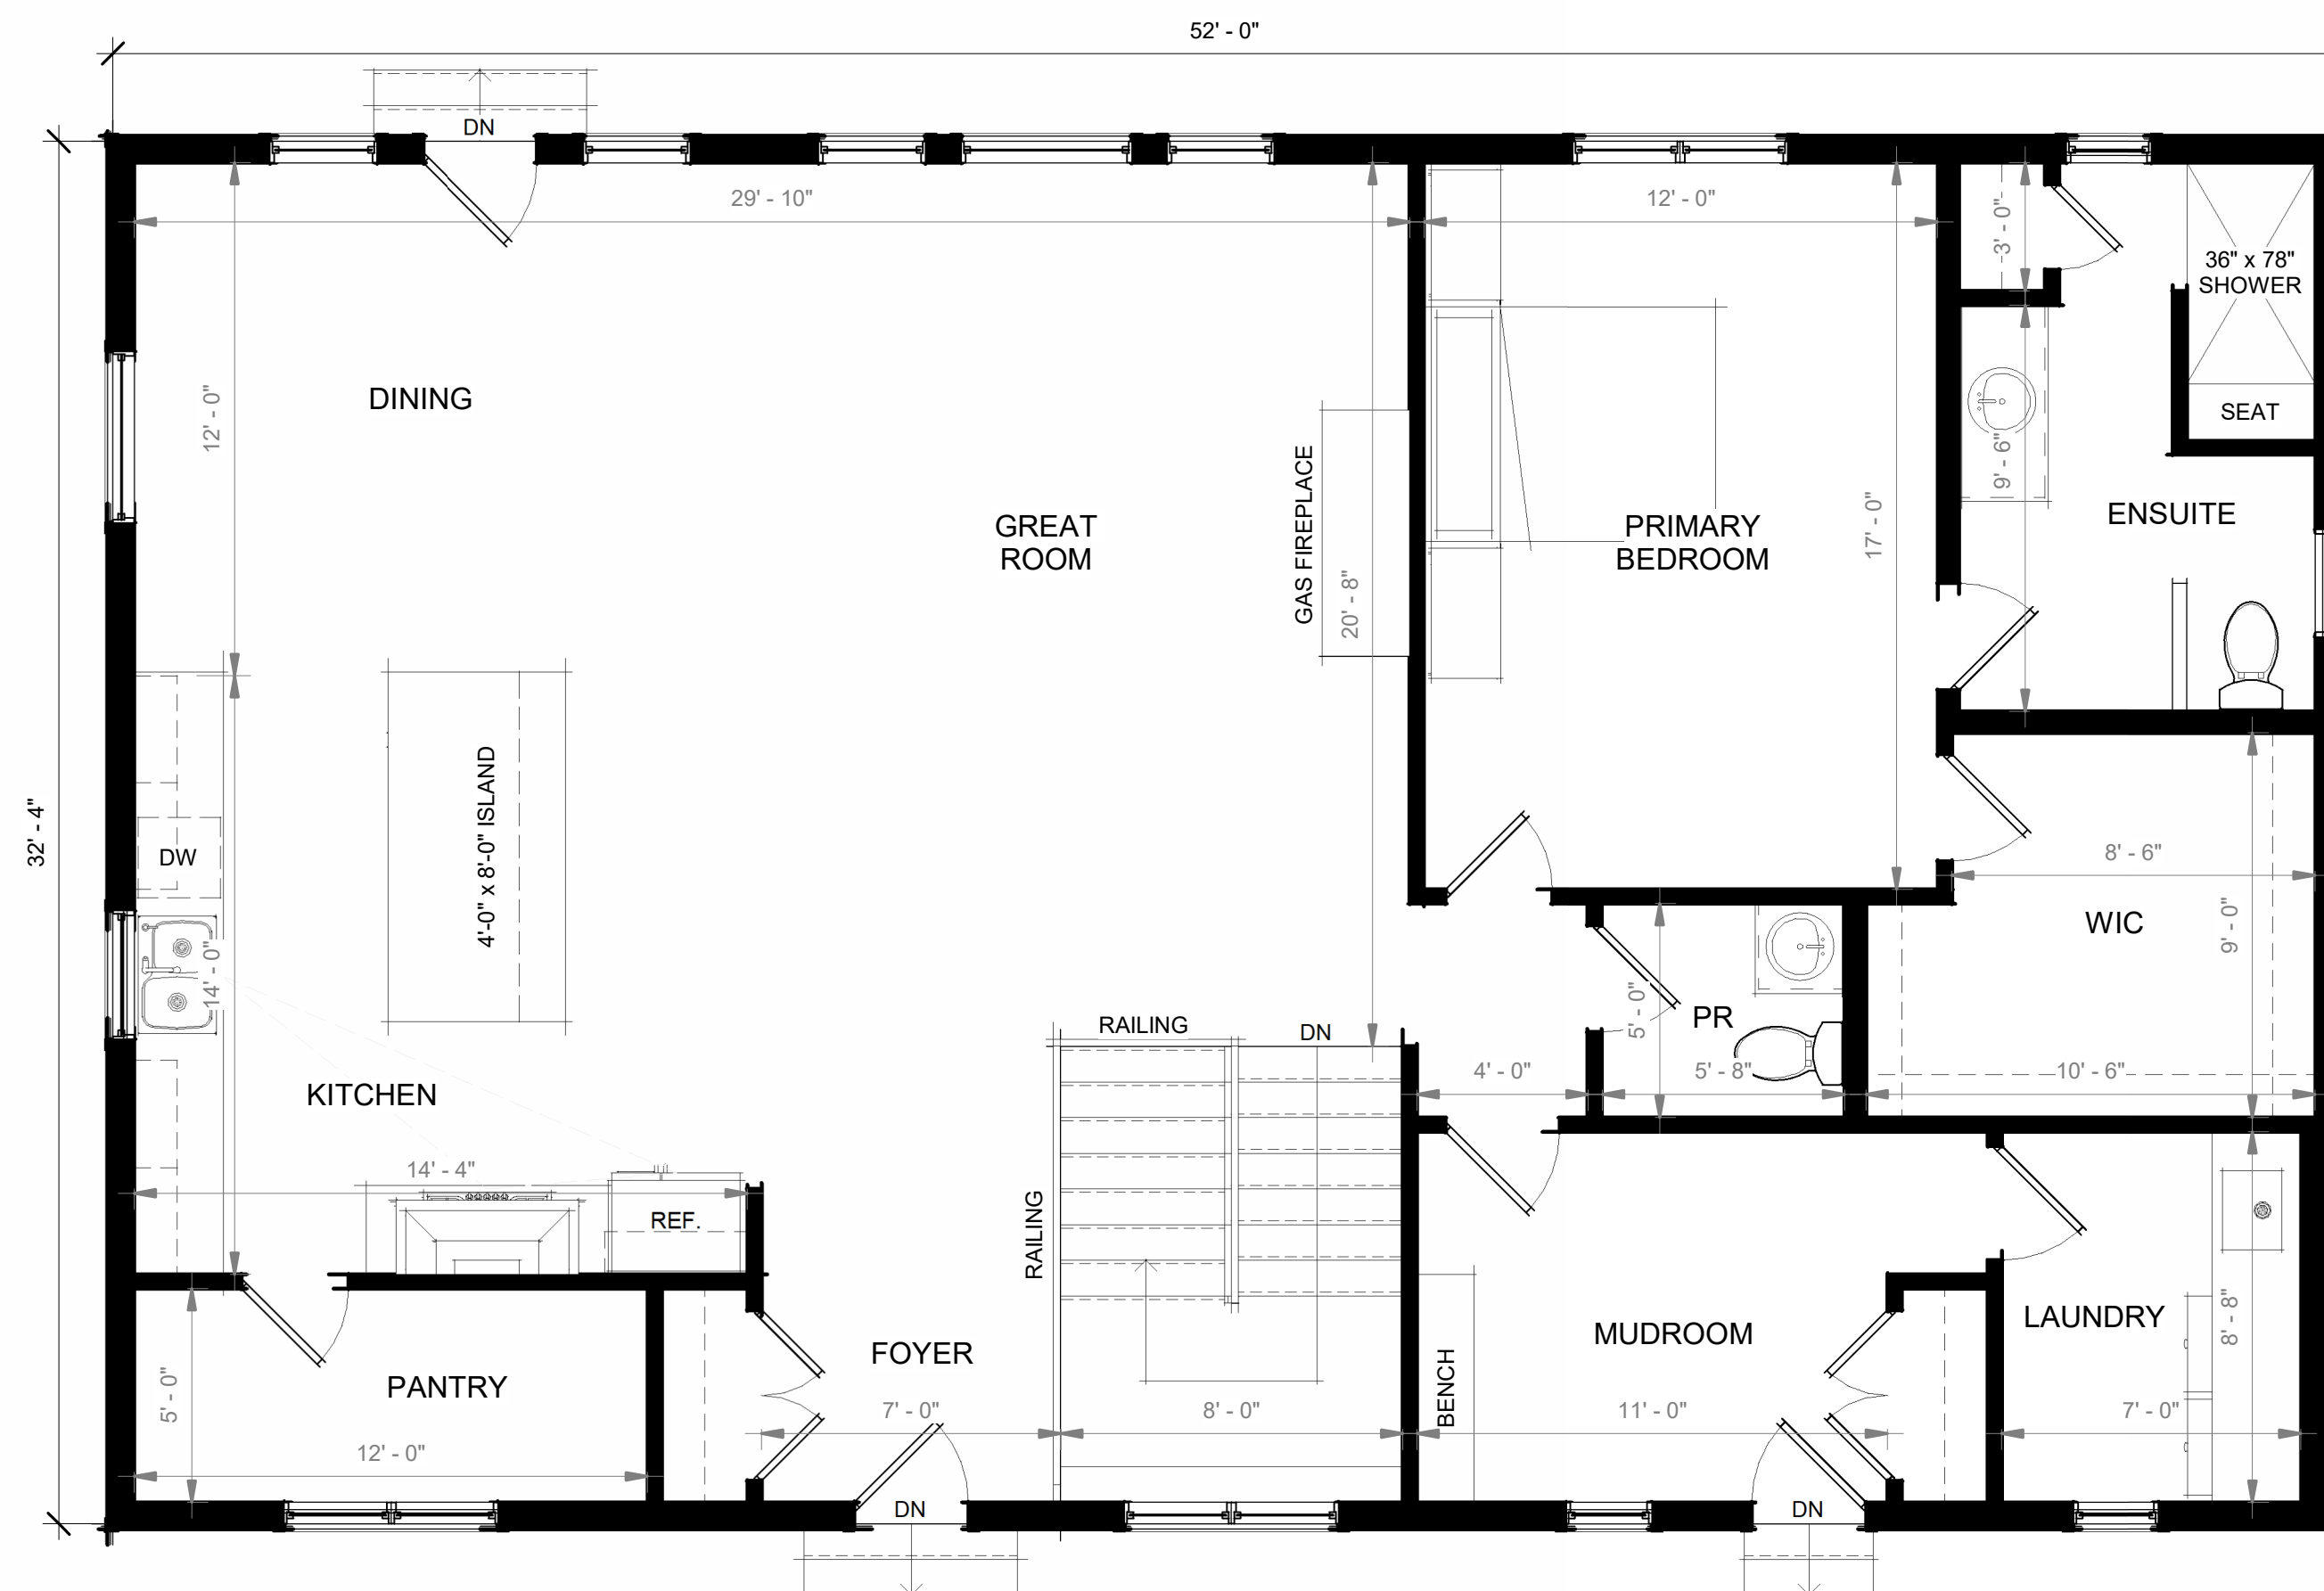 52' - 0"
DN
29' - 10"
12' - 0"
3' - 0"
36" x 78"
SHOWER
DINING
12' - 0"
SEAT
9' - 6"
GREAT
ROOM
GAS FIREPLACE
20' - 8"
PRIMARY
BEDROOM
17' - 0"
ENSUITE
32' - 4"
4'-0" x 8'-0" ISLAND
DW
8' - 6"
WIC
9' - 0"
14' - 0"
5' - 0"
PR
RAILING
DN
KITCHEN
4' - 0"
5' - 8"
10' - 6"
14' - 4"
REF.
RAILING
FOYER
MUDROOM
LAUNDRY
8' - 8"
PANTRY
5' - 0"
BENCH
7' - 0"
8' - 0"
11' - 0"
7' - 0"
12' - 0"
DN
DN